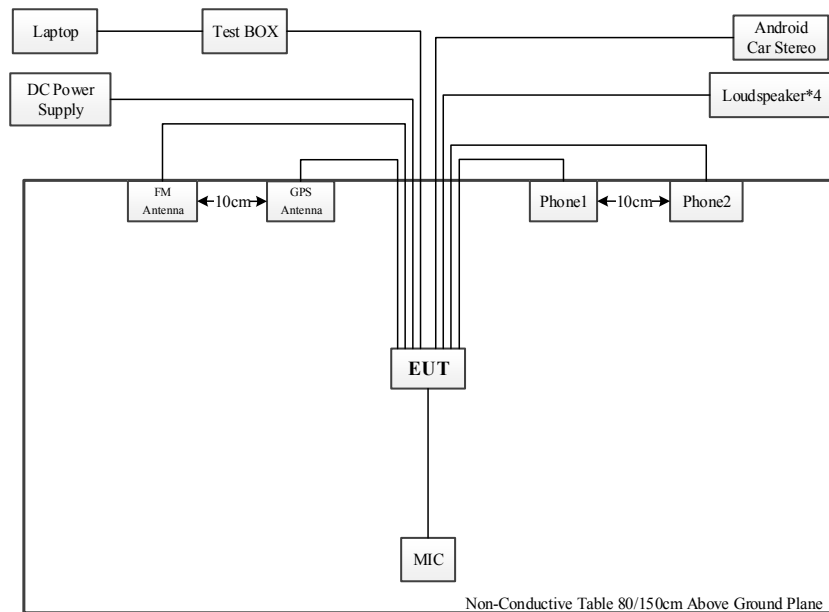 Laptop
Test BOX
Android
Car Stereo
DC Power
Supply
Loudspeaker*4
FM
Antenna
10cm
GPS
Antenna
Phone1
10cm
Phone2
EUT
MIC
Non-Conductive Table 80/150cm Above Ground Plane